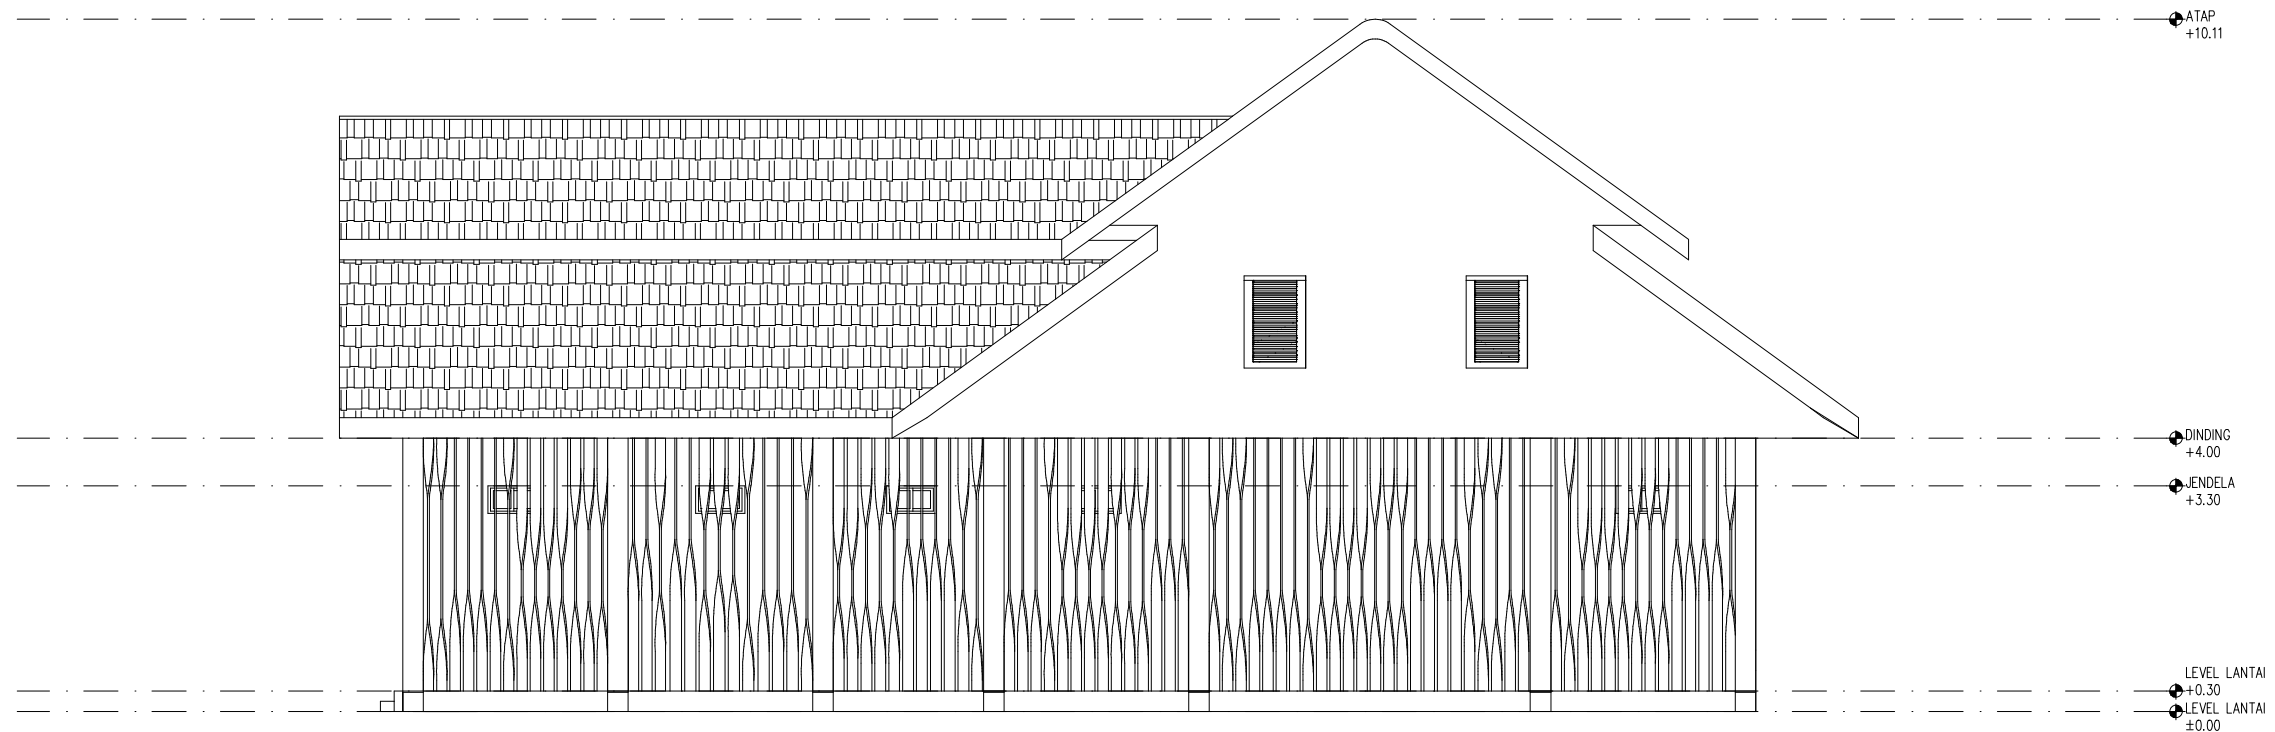 ATAP
+10.11
DINDING
+4.00
JENDELA
+3.30
LEVEL LANTAI
+0.30
LEVEL LANTAI
±0.00